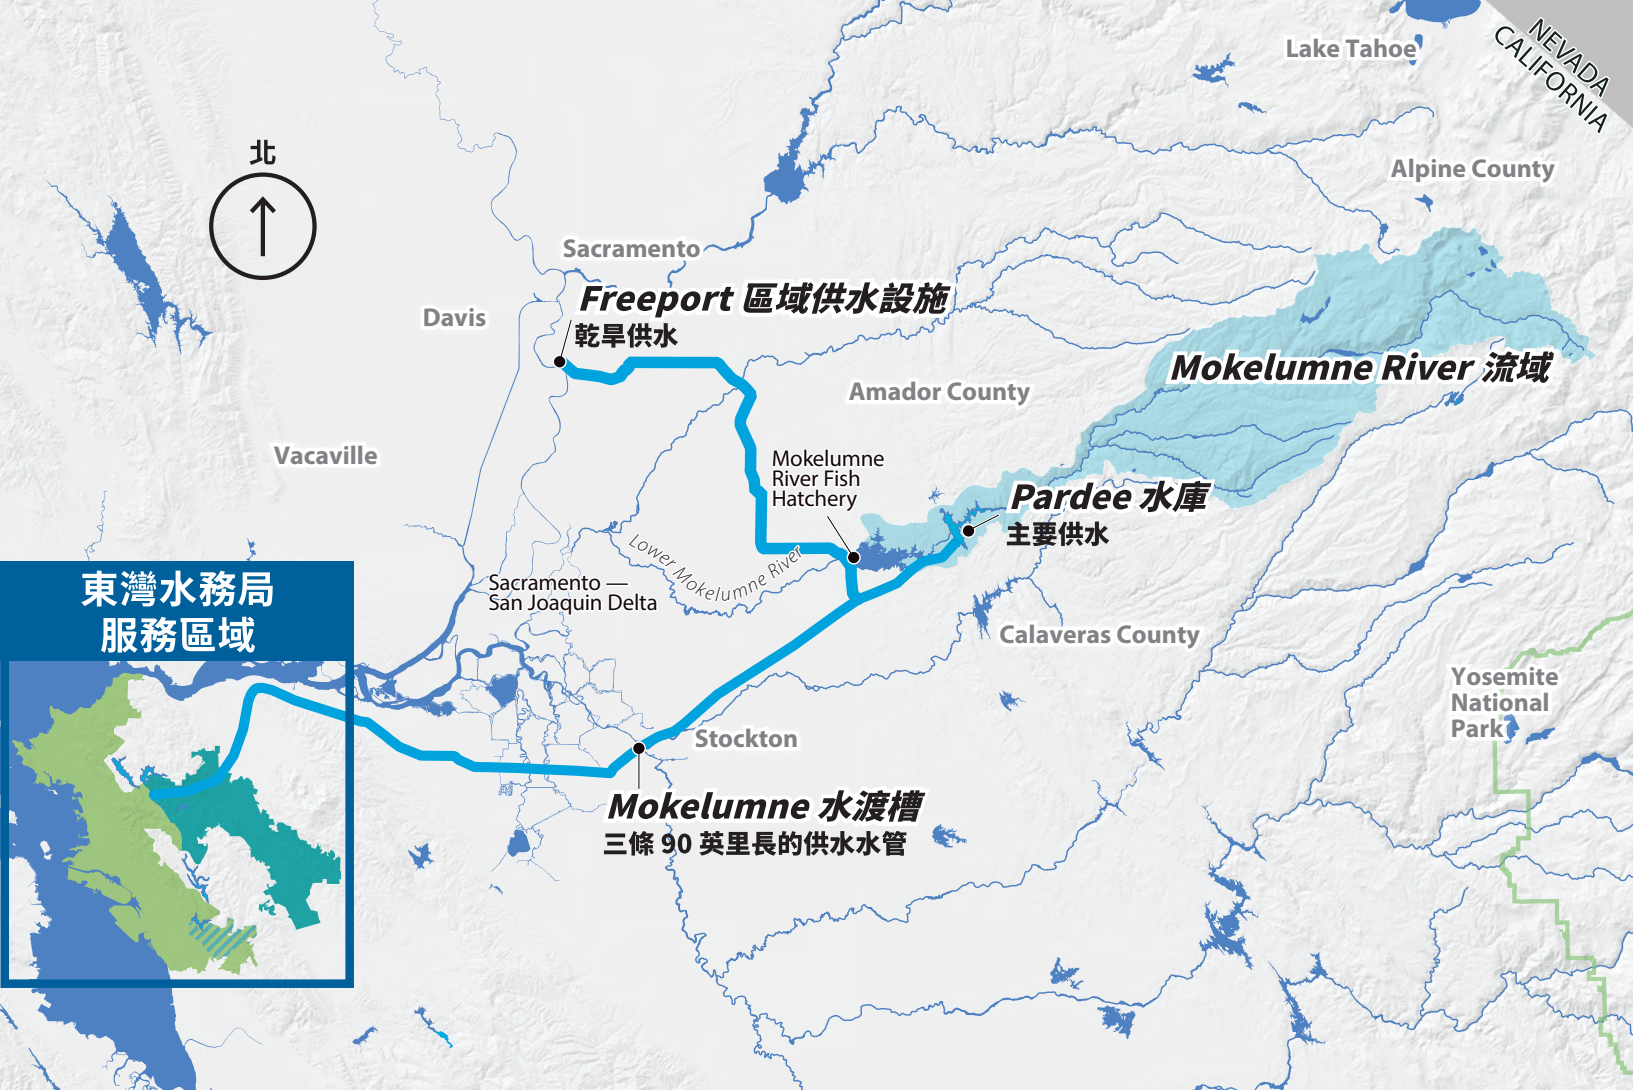 NEVADA
CALIFORNIA
Lake Tahoe
北
Alpine County
Sacramento
Freeport 區域供水設施
乾旱供水
Davis
Mokelumne River 流域
Amador County
Vacaville
Mokelumne
River Fish
Hatchery
Pardee 水庫
主要供水
Lower Mokelumne River
Sacramento —
San Joaquin Delta
東灣水務局
服務區域
Calaveras County
Yosemite
National
Park
Stockton
Mokelumne 水渡槽
三條 90 英里長的供水水管